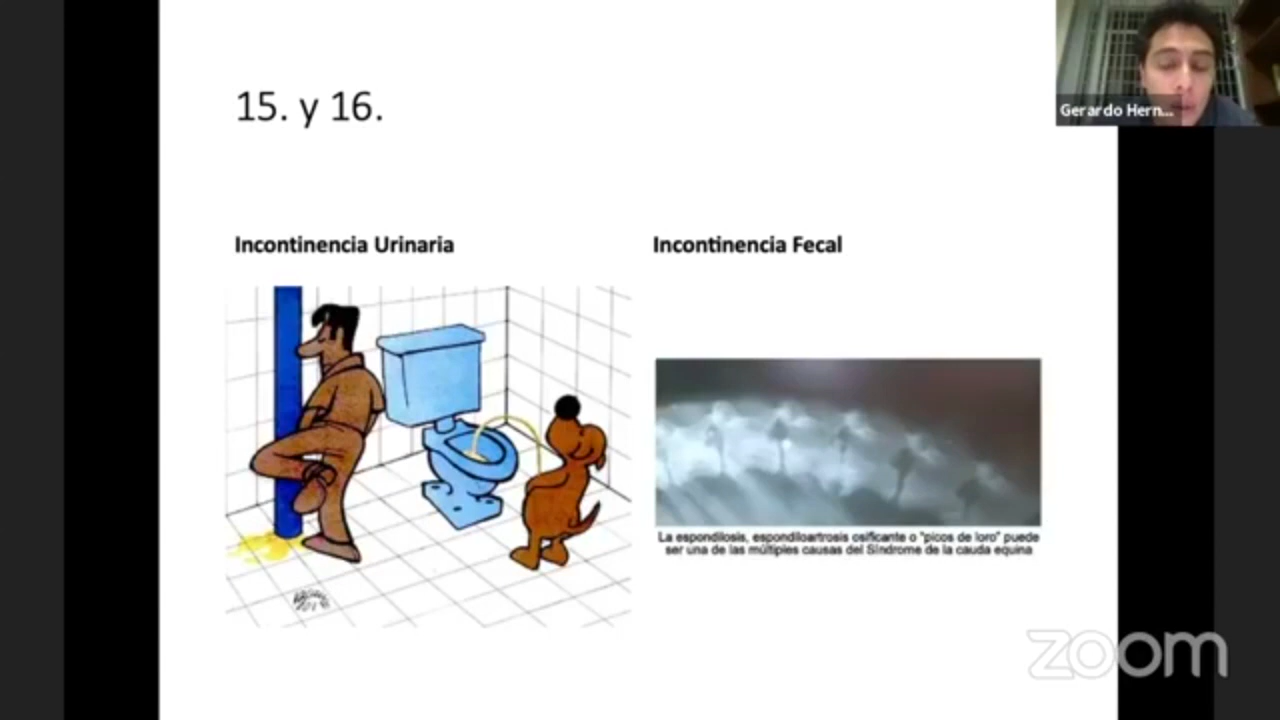 15. y 16.
Gerardo Hern...
Incontinencia Urinaria
Incontinencia Fecal
La espondilosis, espondiloartrosis osificante o "picos de loro" puede
ser una de las múltiples causas del Síndrome de la cauda equina
zoom